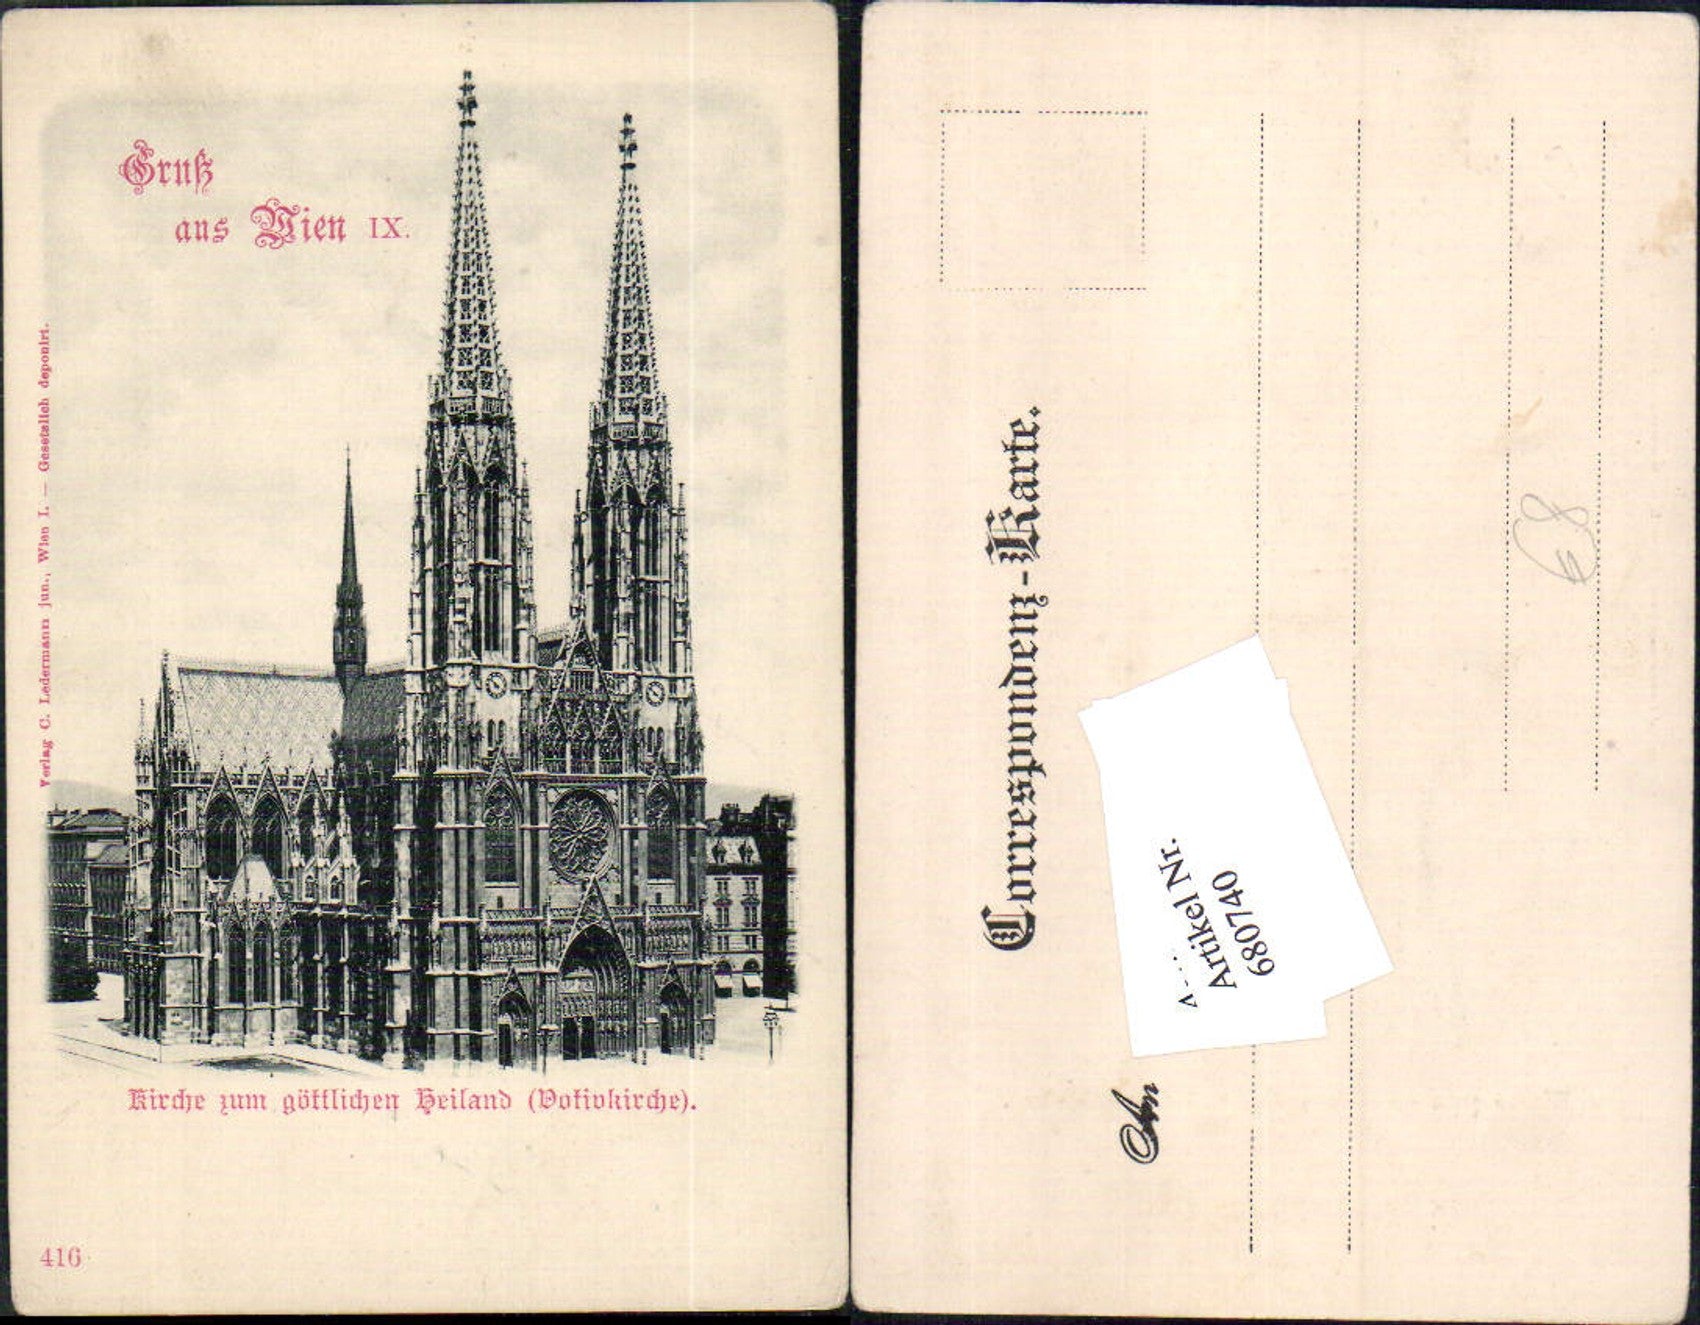 Gruß
aus Wien IX.
Verlag C. Ledermann jun., Wien I. — Gesetzlich deponirt.
Kirche zum göttlichen Heiland (Votivkirche).
416
Correspondenz-Karte.
An
Artikel Nr.
6807740